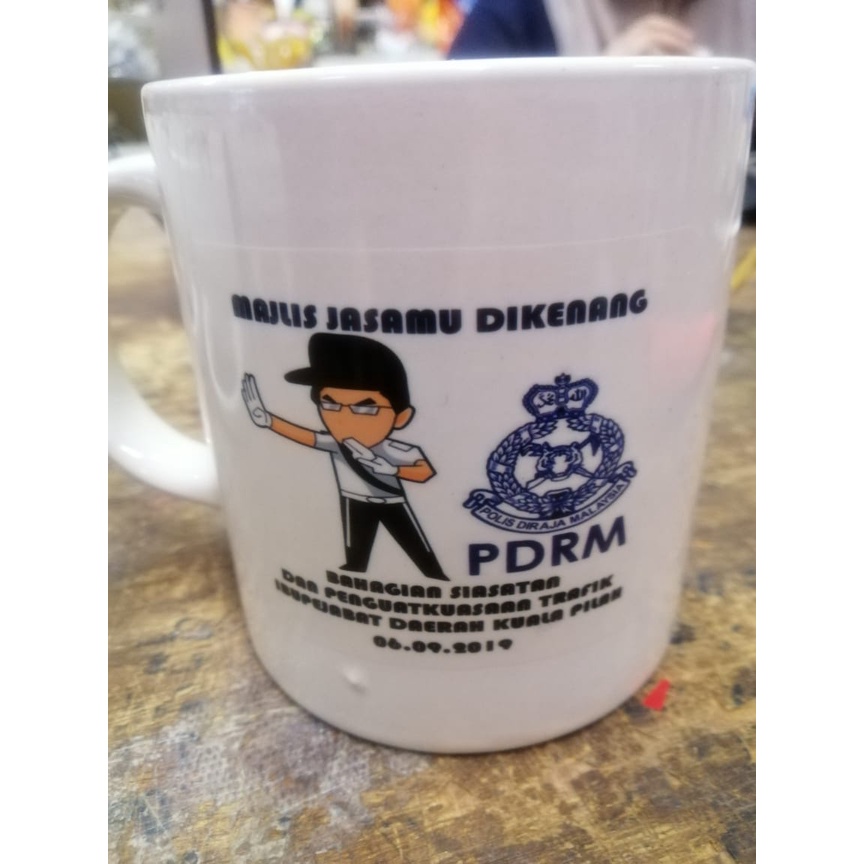 MAJLIS JASAMU DIKENANG
POLIS DIRAJA MALAYSIA
PDRM
BAHAGIAN SIASATAN
DAN PENGUATKUASAAN TRAFIK
IBUPEJABAT DAERAH KUALA PILAH
06.09.2019